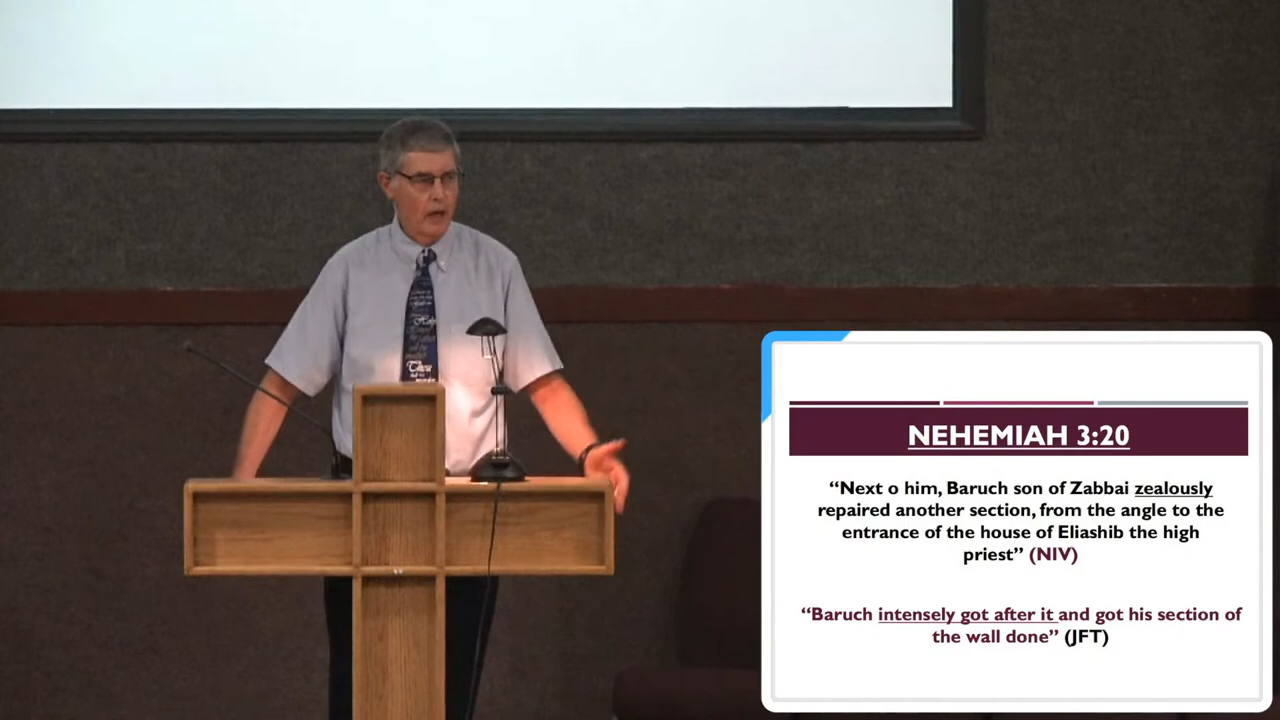 Holy
Thou
NEHEMIAH 3:20
“Next o him, Baruch son of Zabbai zealously
repaired another section, from the angle to the
entrance of the house of Eliashib the high
priest” (NIV)
“Baruch intensely got after it and got his section of
the wall done” (JFT)